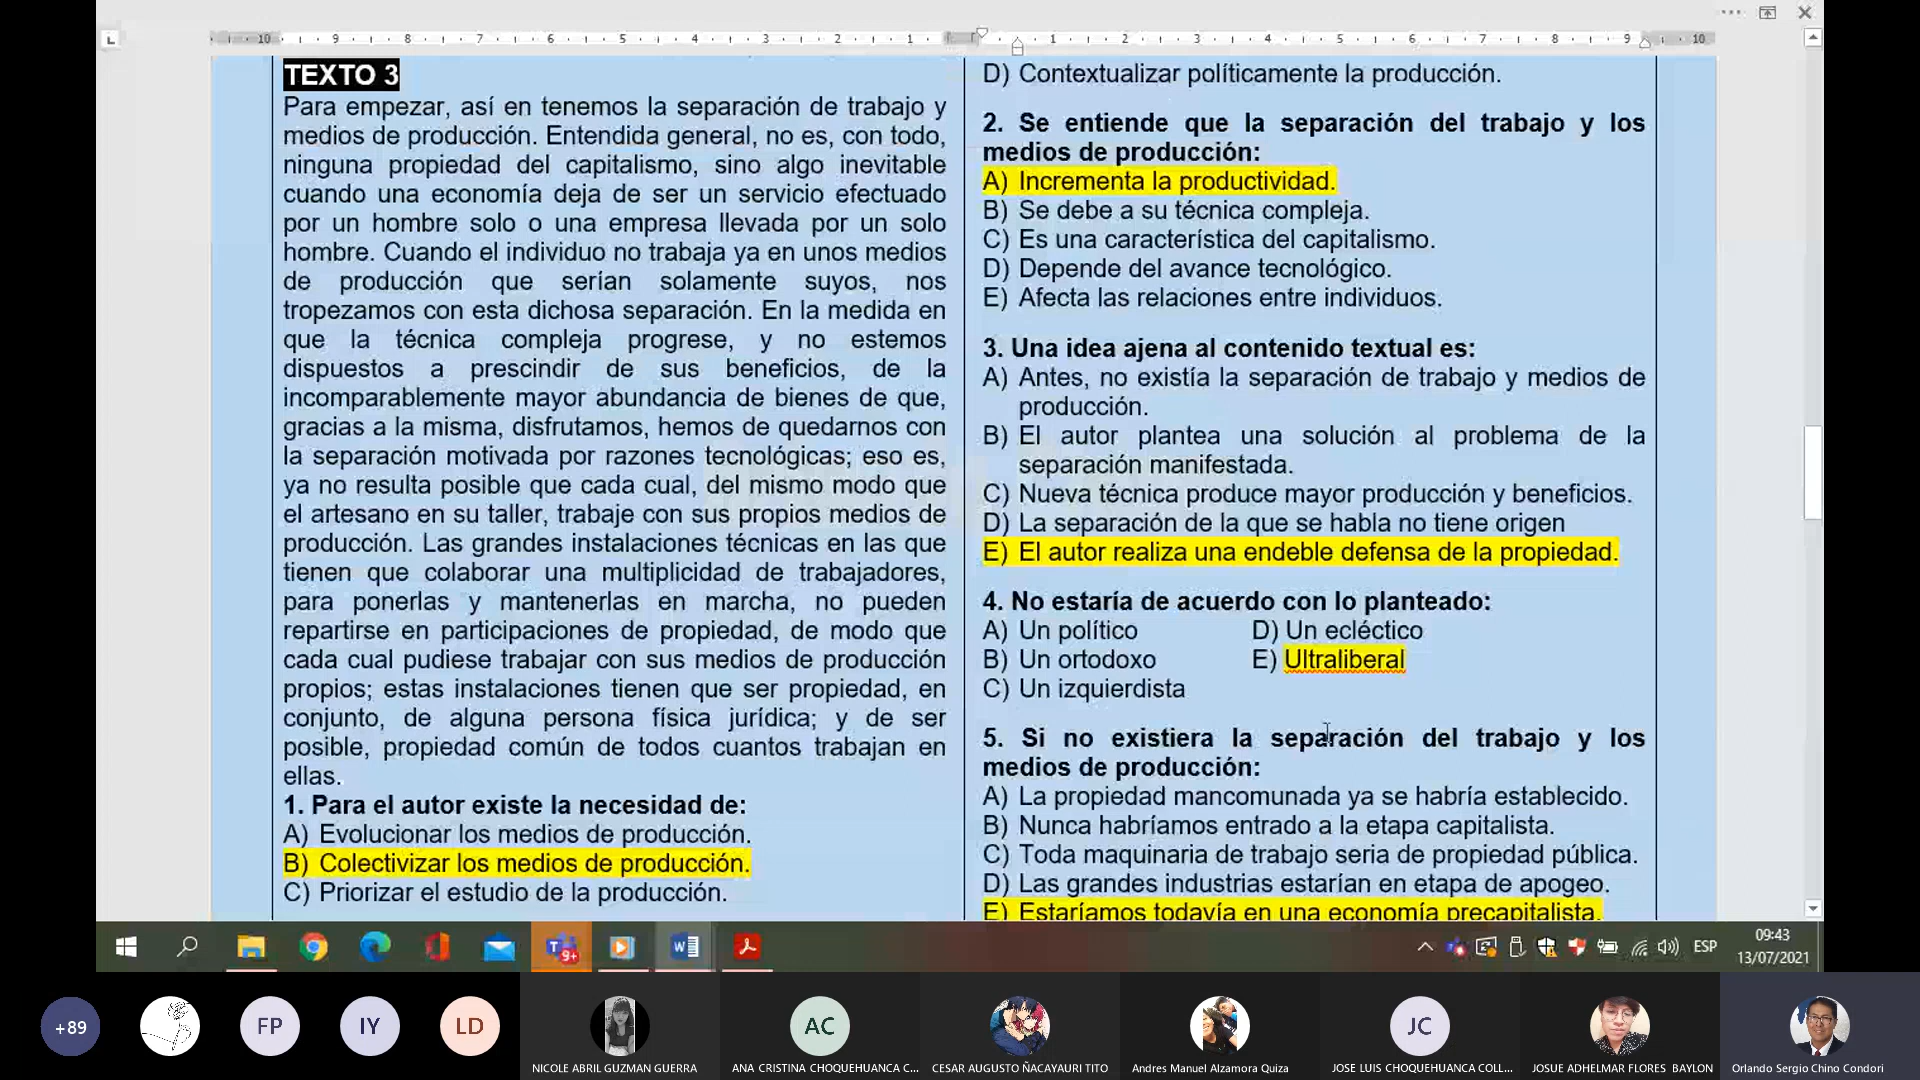 L
10 9 8 7 6 5 4 3 2 1 1 2 3 4 5 6 7 8 9 10
TEXTO 3
Para empezar, así en tenemos la separación de trabajo y
medios de producción. Entendida general, no es, con todo,
ninguna propiedad del capitalismo, sino algo inevitable
cuando una economía deja de ser un servicio efectuado
por un hombre solo o una empresa llevada por un solo
hombre. Cuando el individuo no trabaja ya en unos medios
de producción que serían solamente suyos, nos
tropezamos con esta dichosa separación. En la medida en
que la técnica compleja progrese, y no estemos
dispuestos a prescindir de sus beneficios, de la
incomparablemente mayor abundancia de bienes de que,
gracias a la misma, disfrutamos, hemos de quedarnos con
la separación motivada por razones tecnológicas; eso es,
ya no resulta posible que cada cual, del mismo modo que
el artesano en su taller, trabaje con sus propios medios de
producción. Las grandes instalaciones técnicas en las que
tienen que colaborar una multiplicidad de trabajadores,
para ponerlas y mantenerlas en marcha, no pueden
repartirse en participaciones de propiedad, de modo que
cada cual pudiese trabajar con sus medios de producción
propios; estas instalaciones tienen que ser propiedad, en
conjunto, de alguna persona física jurídica; y de ser
posible, propiedad común de todos cuantos trabajan en
ellas.
1. Para el autor existe la necesidad de:
A) Evolucionar los medios de producción.
B) Colectivizar los medios de producción.
C) Priorizar el estudio de la producción.
D) Contextualizar políticamente la producción.
2. Se entiende que la separación del trabajo y los
medios de producción:
A) Incrementa la productividad.
B) Se debe a su técnica compleja.
C) Es una característica del capitalismo.
D) Depende del avance tecnológico.
E) Afecta las relaciones entre individuos.
3. Una idea ajena al contenido textual es:
A) Antes, no existía la separación de trabajo y medios de
producción.
B) El autor plantea una solución al problema de la
separación manifestada.
C) Nueva técnica produce mayor producción y beneficios.
D) La separación de la que se habla no tiene origen
E) El autor realiza una endeble defensa de la propiedad.
4. No estaría de acuerdo con lo planteado:
A) Un político D) Un ecléctico
B) Un ortodoxo E) Ultraliberal
C) Un izquierdista
5. Si no existiera la separación del trabajo y los
medios de producción:
A) La propiedad mancomunada ya se habría establecido.
B) Nunca habríamos entrado a la etapa capitalista.
C) Toda maquinaria de trabajo seria de propiedad pública.
D) Las grandes industrias estarían en etapa de apogeo.
E) Estaríamos todavía en una economía precapitalista.
9+
ESP
09:43
13/07/2021
+89
FP
IY
LD
AC
JC
NICOLE ABRIL GUZMAN GUERRA
ANA CRISTINA CHOQUEHUANCA C...
CESAR AUGUSTO ÑACAYAURI TITO
Andres Manuel Alzamora Quiza
JOSE LUIS CHOQUEHUANCA COLL...
JOSUE ADHELMAR FLORES BAYLON
Orlando Sergio Chino Condori